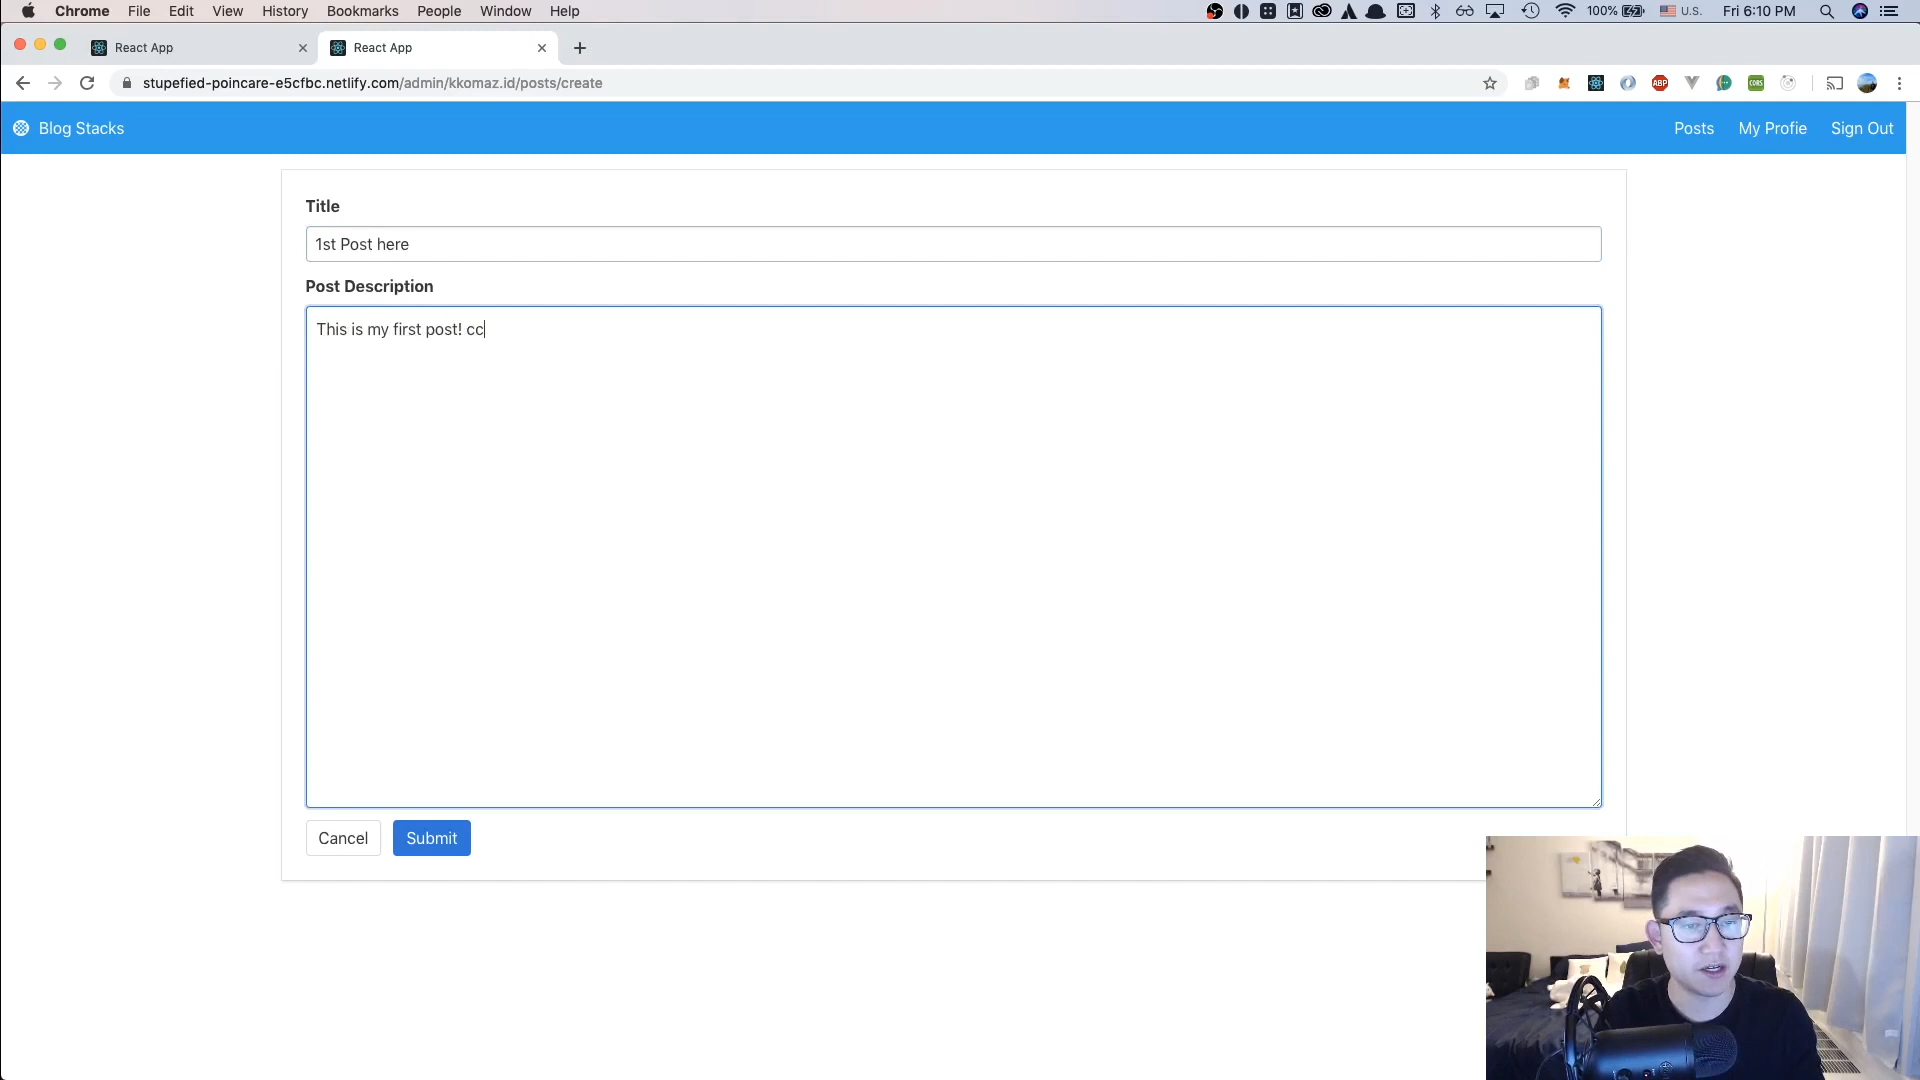 Chrome File Edit View History Bookmarks People Window Help 100% U.S. Fri 6:10 PM
React App React App
stupefied-poincare-e5cfbc.netlify.com/admin/kkomaz.id/posts/create ABP CORS
Blog Stacks Posts My Profie Sign Out
Title
1st Post here
Post Description
This is my first post! cc
Cancel Submit